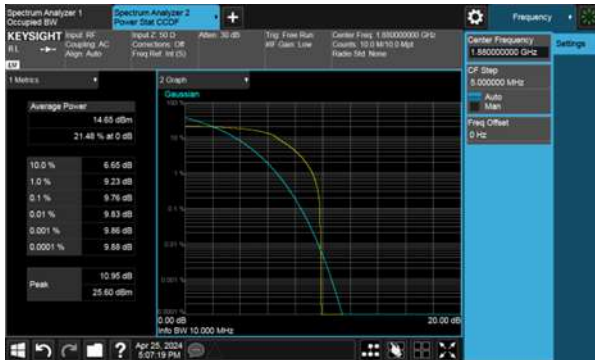 Spectrum Analyzer 1
Occupied BW
Spectrum Analyzer 2
Power Stat CCDF
Frequency
KEYSIGHT
Input: RF
Coupling: AC
Align: Auto
Input Z: 50 Ω
Corrections: Off
Freq Ref: Int (S)
Atten: 30 dB
Trig: Free Run
#IF Gain: Low
Center Freq: 1.880000000 GHz
Counts: 10.0 M/10.0 Mpt
Radio Std: None
Center Frequency
1.880000000 GHz
Settings
CF Step
5.000000 MHz
Auto
Man
Freq Offset
0 Hz
1 Metrics
2 Graph
Gaussian
Average Power
14.65 dBm
21.48 % at 0 dB
10.0 % 6.65 dB
1.0 % 9.23 dB
0.1 % 9.76 dB
0.01 % 9.83 dB
0.001 % 9.86 dB
0.0001 % 9.88 dB
Peak
10.95 dB
25.60 dBm
100 %
10 %
1 %
0.1 %
0.01 %
0.001 %
0.0001 %
0.00 dB
20.00 dB
Info BW 10.000 MHz
Apr 25, 2024
5:07:19 PM